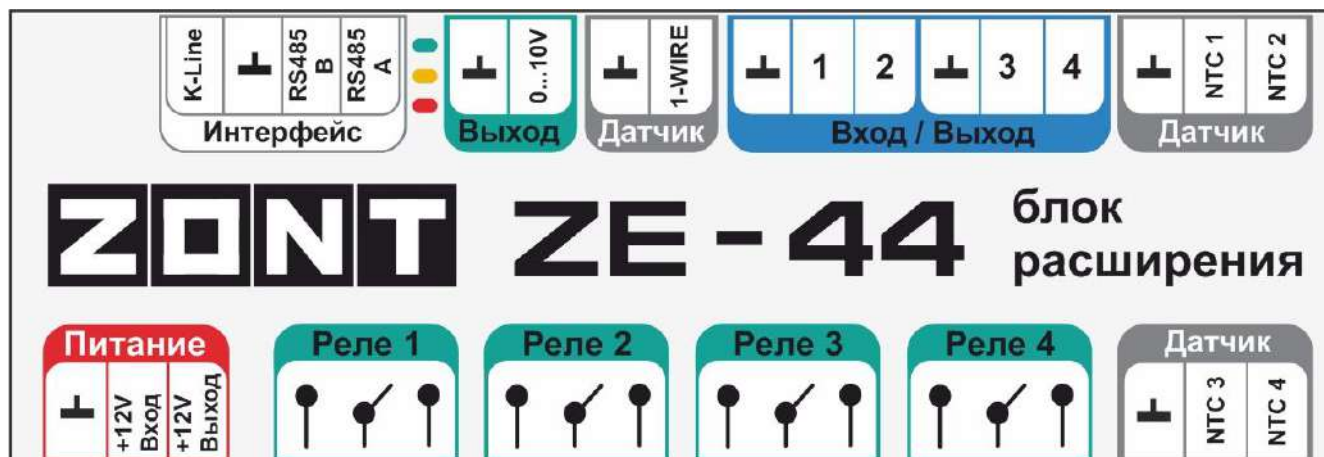 K-Line
RS485 B
RS485 A
Интерфейс
0...10V
Выход
1-WIRE
Датчик
1 2 3 4
Вход / Выход
NTC 1
NTC 2
Датчик
ZONT ZE-44 блок
расширения
Питание
+12V Вход
+12V Выход
Реле 1
Реле 2
Реле 3
Реле 4
Датчик
NTC 3
NTC 4